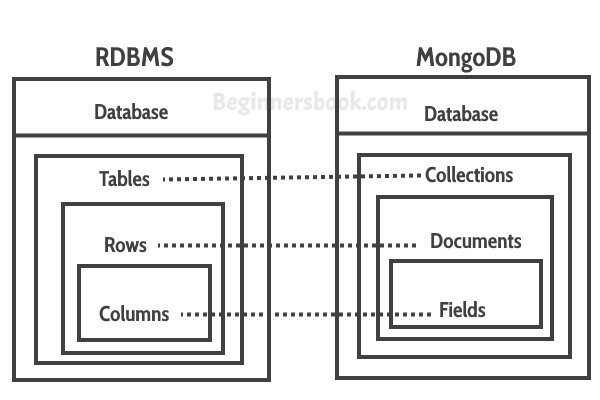 RDBMS
MongoDB
Beginnersbook.com
Database
Database
Tables
Collections
Rows
Documents
Columns
Fields